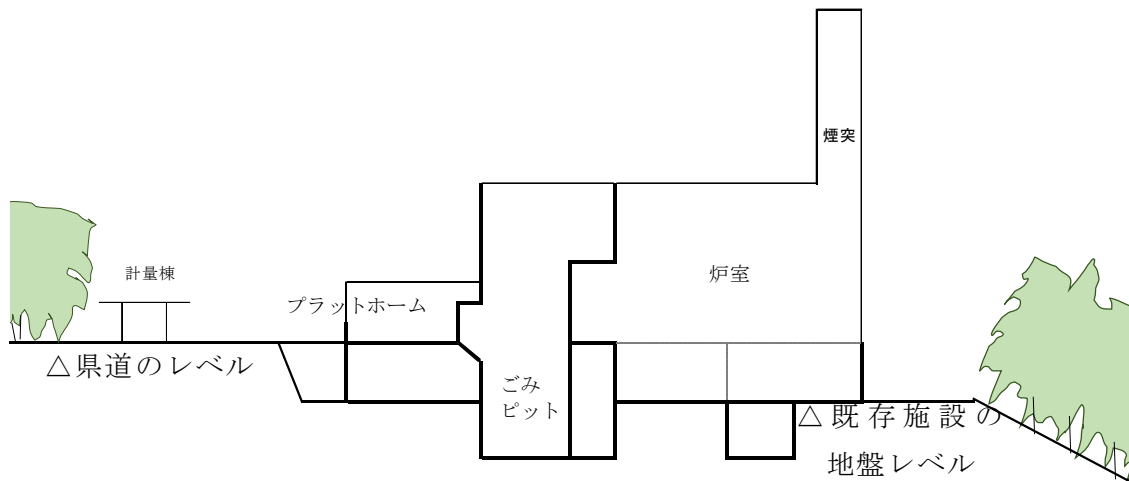 煙突
計量棟
炉室
プラットホーム
△県道のレベル
ごみ
ピット
△既存施設の
地盤レベル